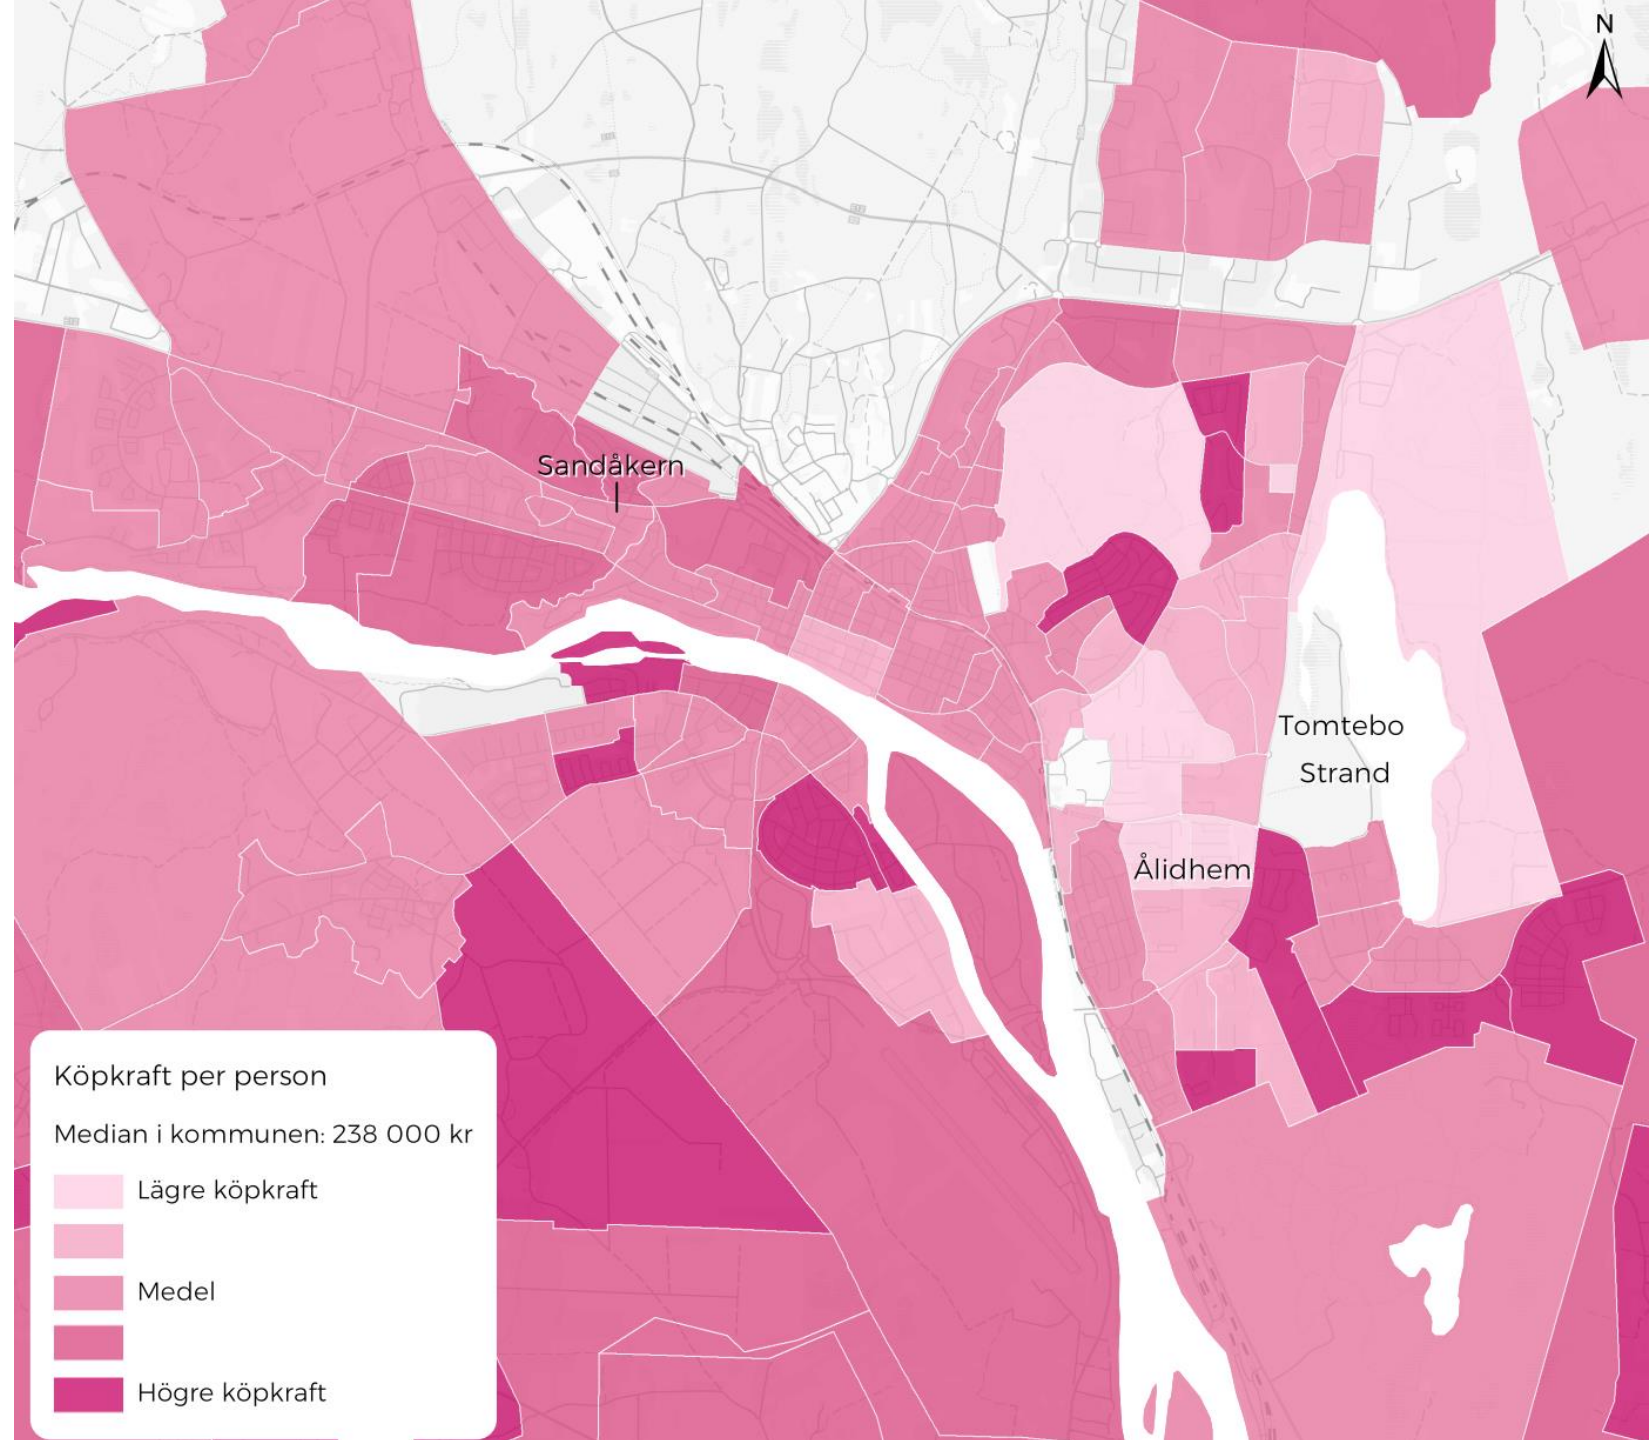 N
Sandåkern
Tomtebo
Strand
Ålidhem
Köpkraft per person
Median i kommunen: 238 000 kr
Lägre köpkraft
Medel
Högre köpkraft